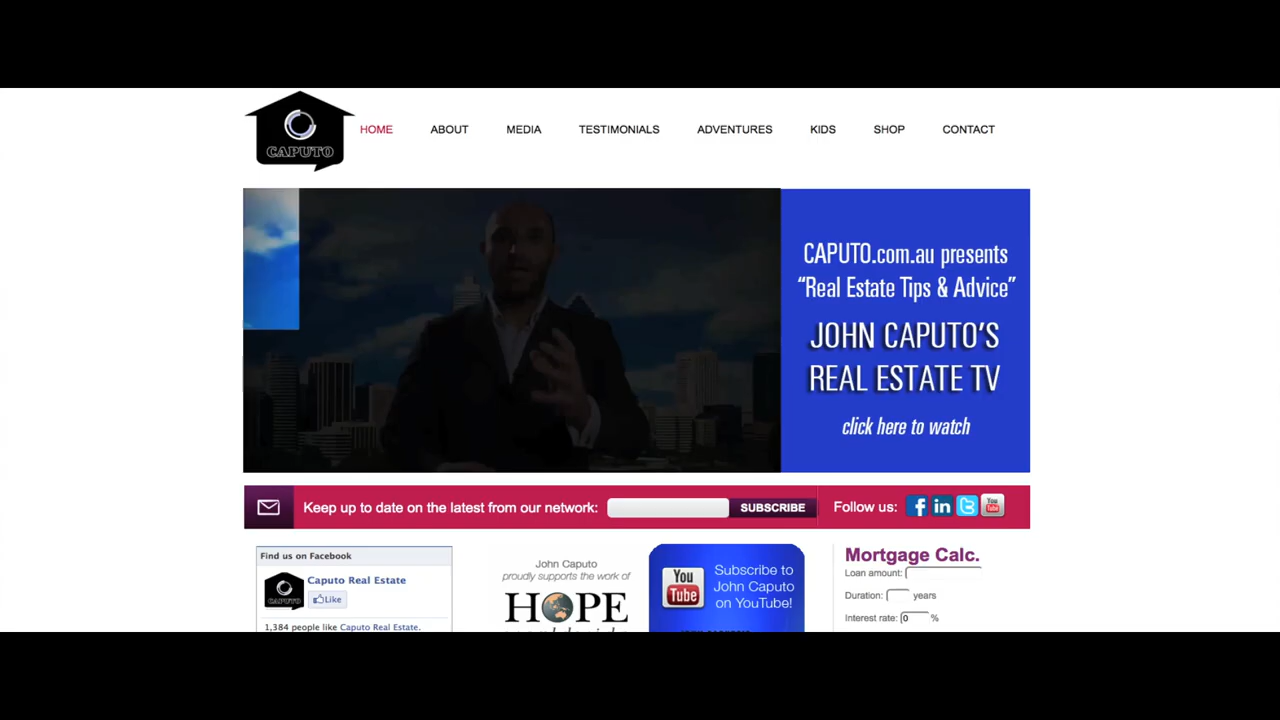 CAPUTO
HOME ABOUT MEDIA TESTIMONIALS ADVENTURES KIDS SHOP CONTACT
CAPUTO.com.au presents
“Real Estate Tips & Advice”
JOHN CAPUTO’S
REAL ESTATE TV
click here to watch
Keep up to date on the latest from our network: SUBSCRIBE Follow us: f in t You Tube
Find us on Facebook
CAPUTO
Caputo Real Estate
Like
1,384 people like Caputo Real Estate.
John Caputo
proudly supports the work of
HOPE
You Tube
Subscribe to
John Caputo
on YouTube!
Mortgage Calc.
Loan amount:
Duration: years
Interest rate: 0 %